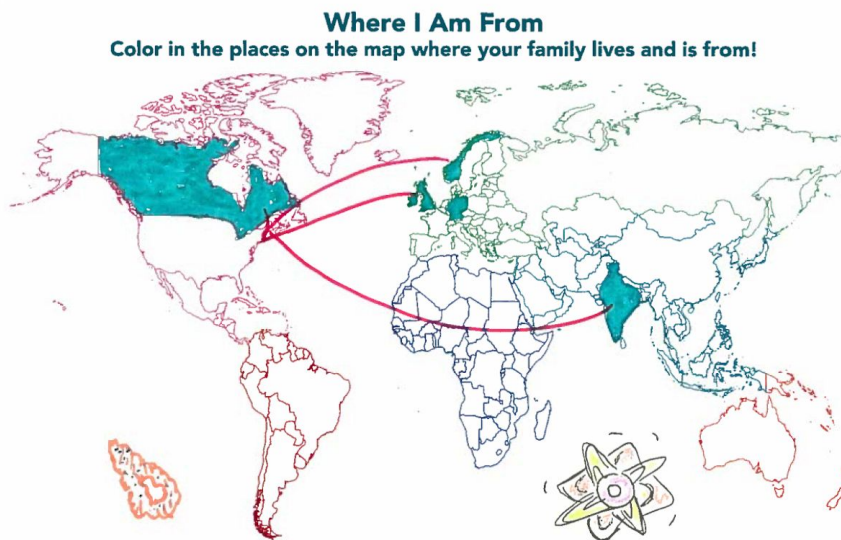 Where I Am From
Color in the places on the map where your family lives and is from!